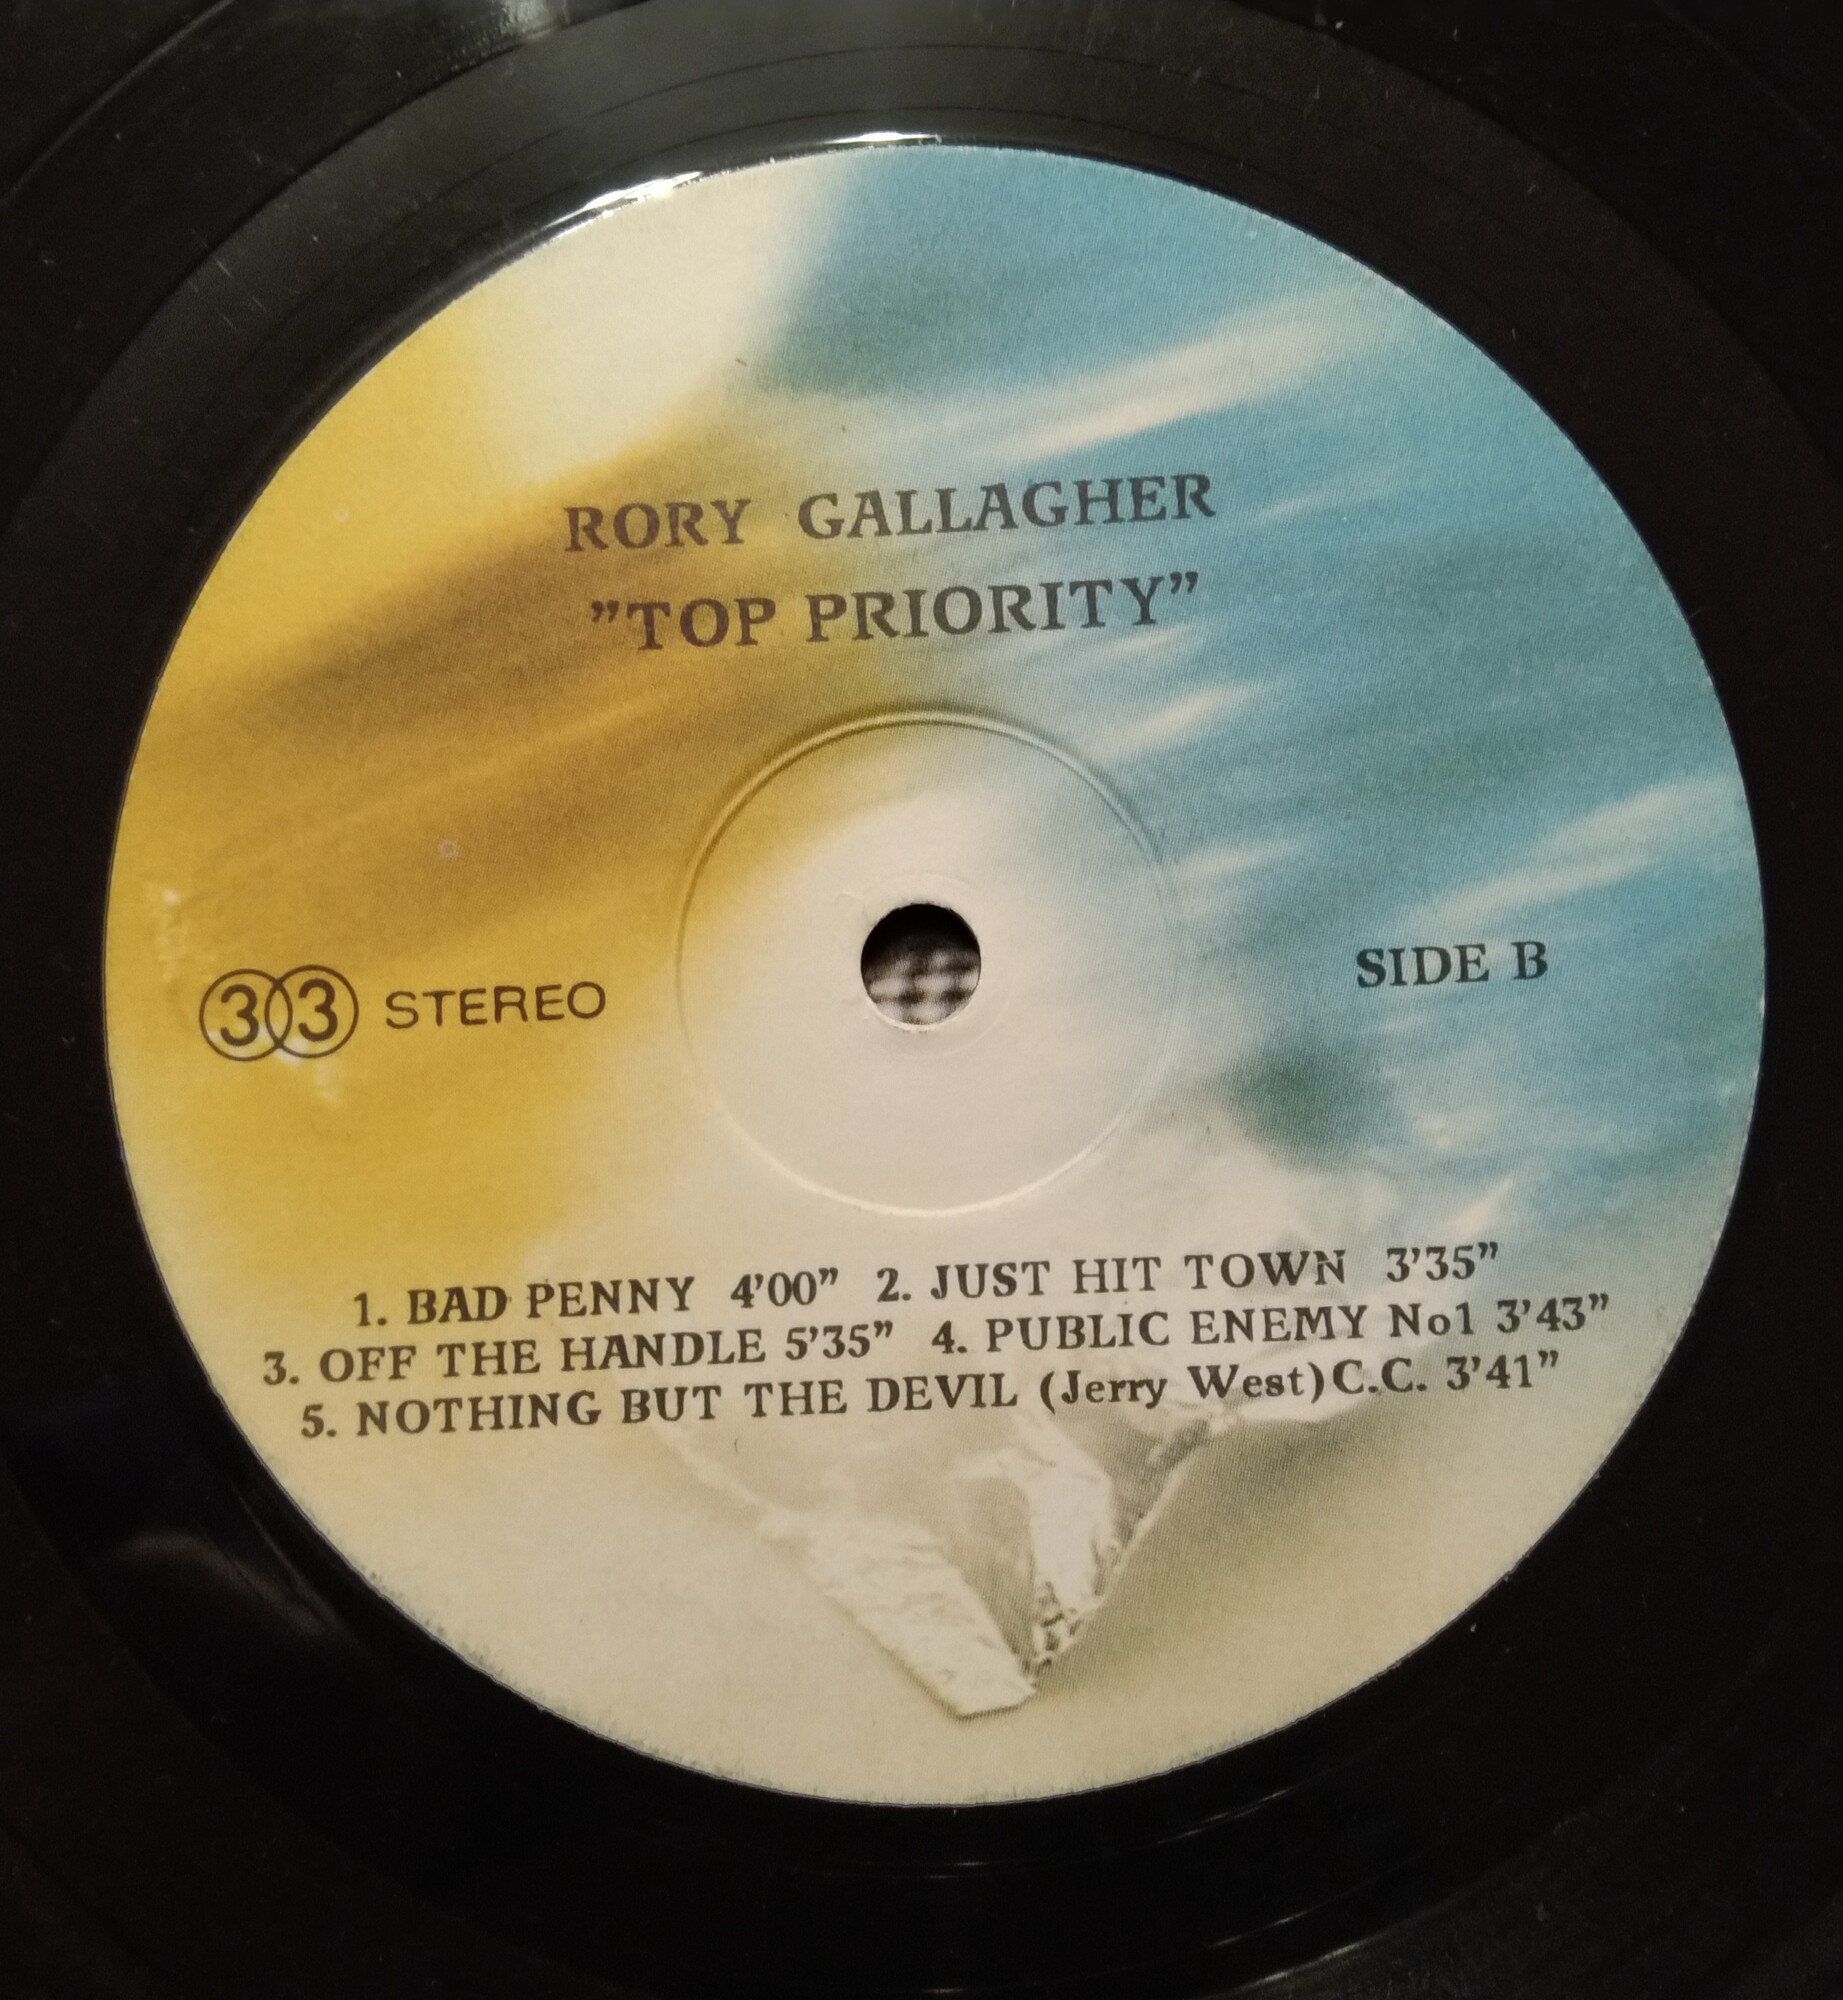 RORY GALLAGHER
”TOP PRIORITY”
33 STEREO
SIDE B
1. BAD PENNY 4’00” 2. JUST HIT TOWN 3’35”
3. OFF THE HANDLE 5’35” 4. PUBLIC ENEMY No1 3’43”
5. NOTHING BUT THE DEVIL (Jerry West)C.C. 3’41”